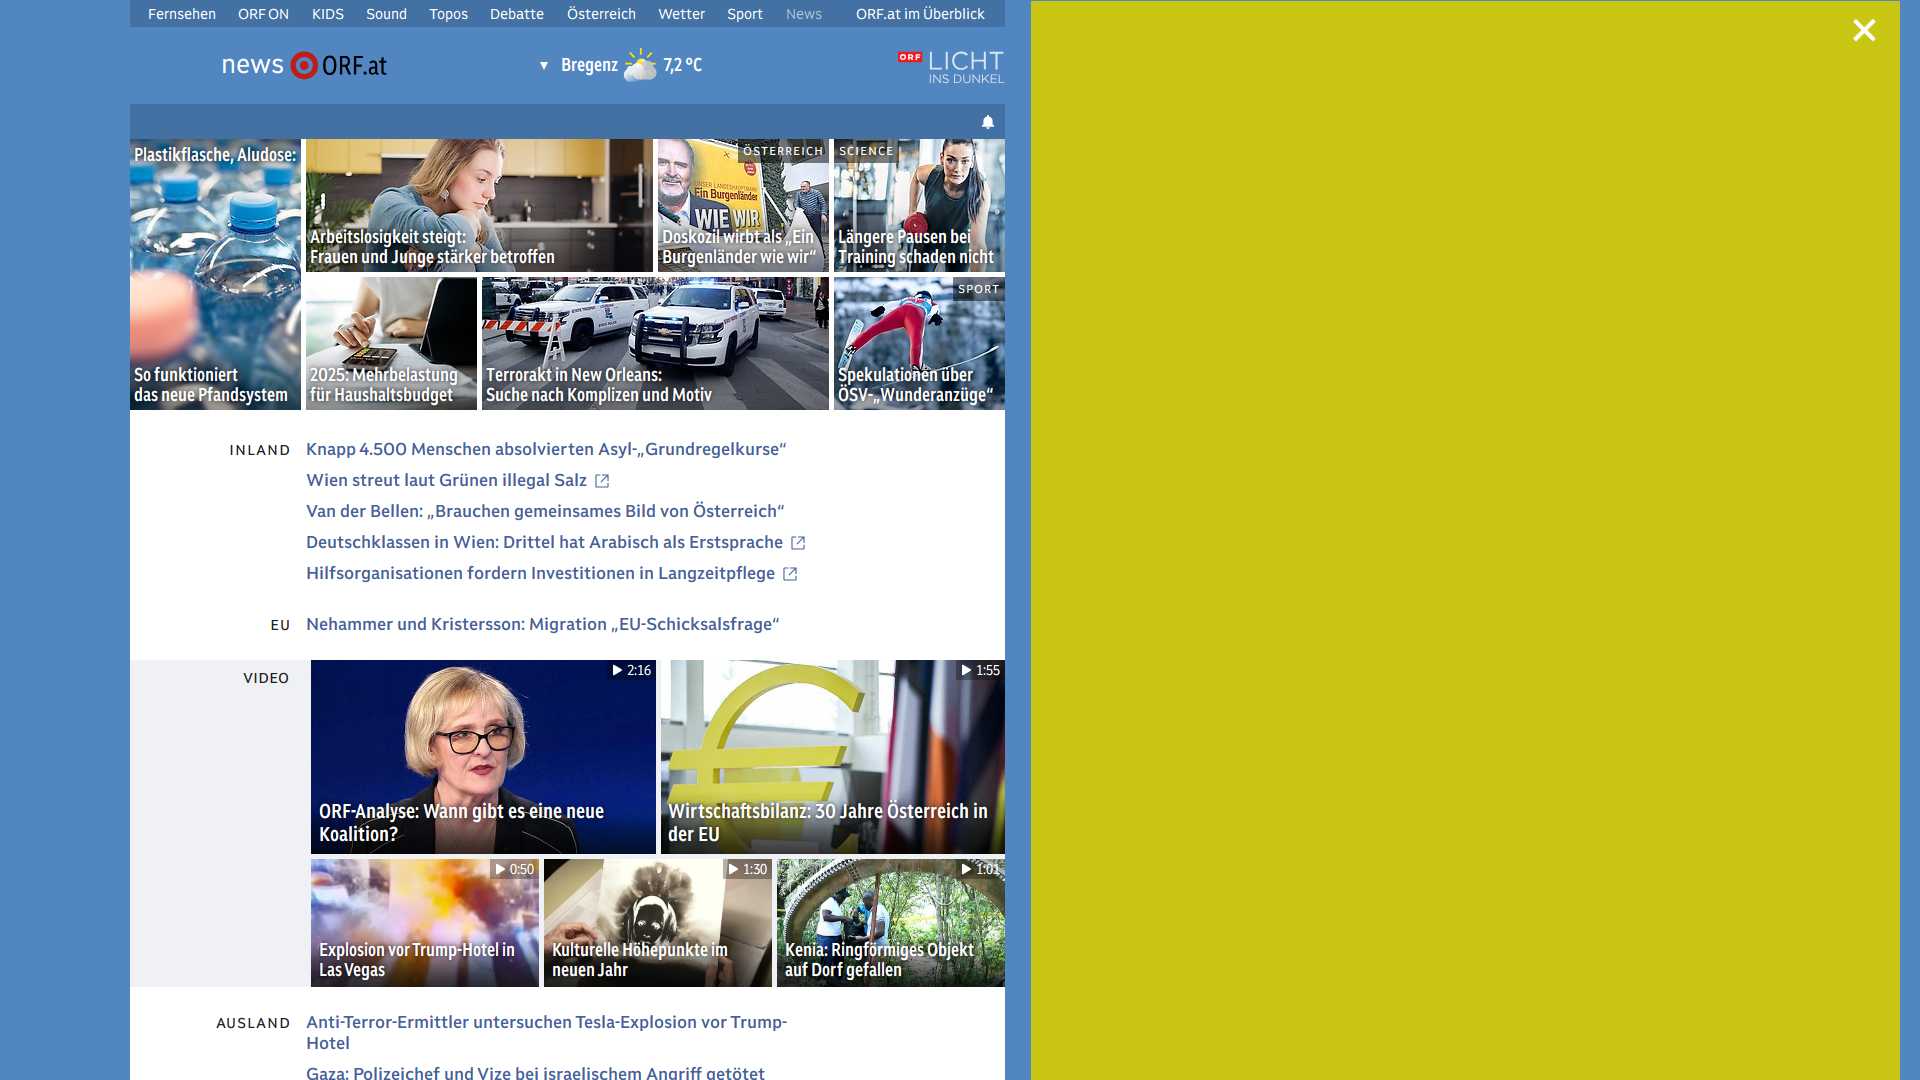 Fernsehen ORF ON KIDS Sound Topos Debatte Österreich Wetter Sport News ORF.at im Überblick
news ORF.at
Bregenz 7,2 °C
ORF LICHT
INS DUNKEL
Plastikflasche, Aludose:
So funktioniert
das neue Pfandsystem
Arbeitslosigkeit steigt:
Frauen und Junge stärker betroffen
ÖSTERREICH
UNSER LANDESHAUPTMANN
Ein Burgenländer
WIE WIR
Doskozil wirbt als „Ein
Burgenländer wie wir“
SCIENCE
Längere Pausen bei
Training schaden nicht
2025: Mehrbelastung
für Haushaltsbudget
Terrorakt in New Orleans:
Suche nach Komplizen und Motiv
SPORT
Spekulationen über
ÖSV-„Wunderanzüge“
INLAND
Knapp 4.500 Menschen absolvierten Asyl-„Grundregelkurse“
Wien streut laut Grünen illegal Salz
Van der Bellen: „Brauchen gemeinsames Bild von Österreich“
Deutschklassen in Wien: Drittel hat Arabisch als Erstsprache
Hilfsorganisationen fordern Investitionen in Langzeitpflege
EU
Nehammer und Kristersson: Migration „EU-Schicksalsfrage“
VIDEO
2:16
ORF-Analyse: Wann gibt es eine neue
Koalition?
1:55
Wirtschaftsbilanz: 30 Jahre Österreich in
der EU
0:50
Explosion vor Trump-Hotel in
Las Vegas
1:30
Kulturelle Höhepunkte im
neuen Jahr
1:01
Kenia: Ringförmiges Objekt
auf Dorf gefallen
AUSLAND
Anti-Terror-Ermittler untersuchen Tesla-Explosion vor Trump-
Hotel
Gaza: Polizeichef und Vize bei israelischem Angriff getötet